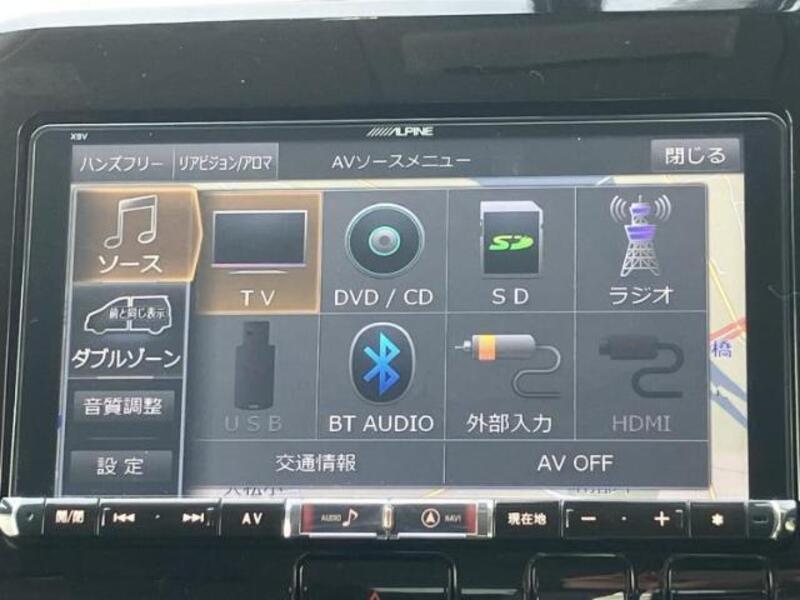 X9V
ALPINE
ハンズフリー
リアビジョン/アロマ
AVソースメニュー
閉じる
ソース
TV
DVD / CD
SD
ラジオ
前と同じ表示
ダブルゾーン
USB
BT AUDIO
外部入力
HDMI
音質調整
設定
交通情報
AV OFF
橋
開/閉
AV
AUDIO
NAVI
現在地